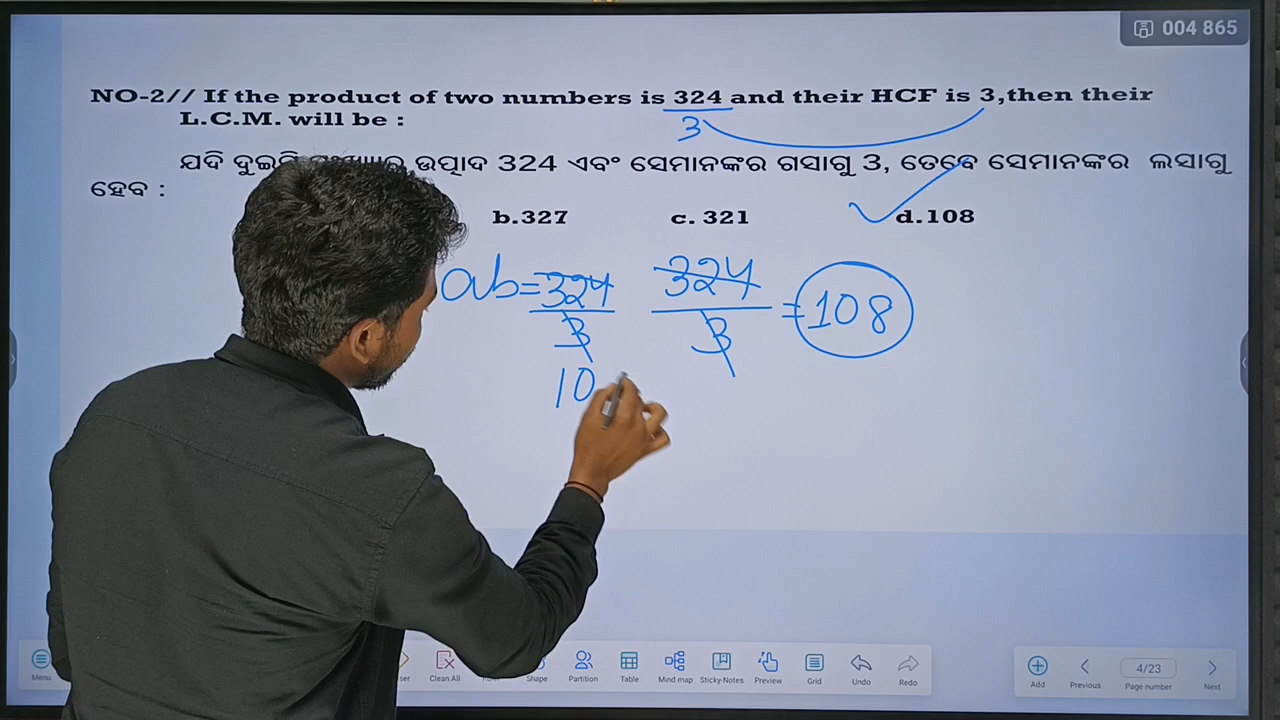 004 865
NO-2// If the product of two numbers is 324 and their HCF is 3,then their
3
L.C.M. will be :
ଯଦି ଦୁଇଟି ଉତ୍ପାଦ 324 ଏବଂ ସେମାନଙ୍କର ଗସାଗୁ 3, ତେବେ ସେମାନଙ୍କର ଲସାଗୁ
ହେବ :
b.327 c. 321 d.108
ab=324 324
3 3 =108
10
Menu Clean All Shape Partition Table Mind map Sticky-Notes Preview Grid Undo Redo Add Previous 4/23 Page number Next